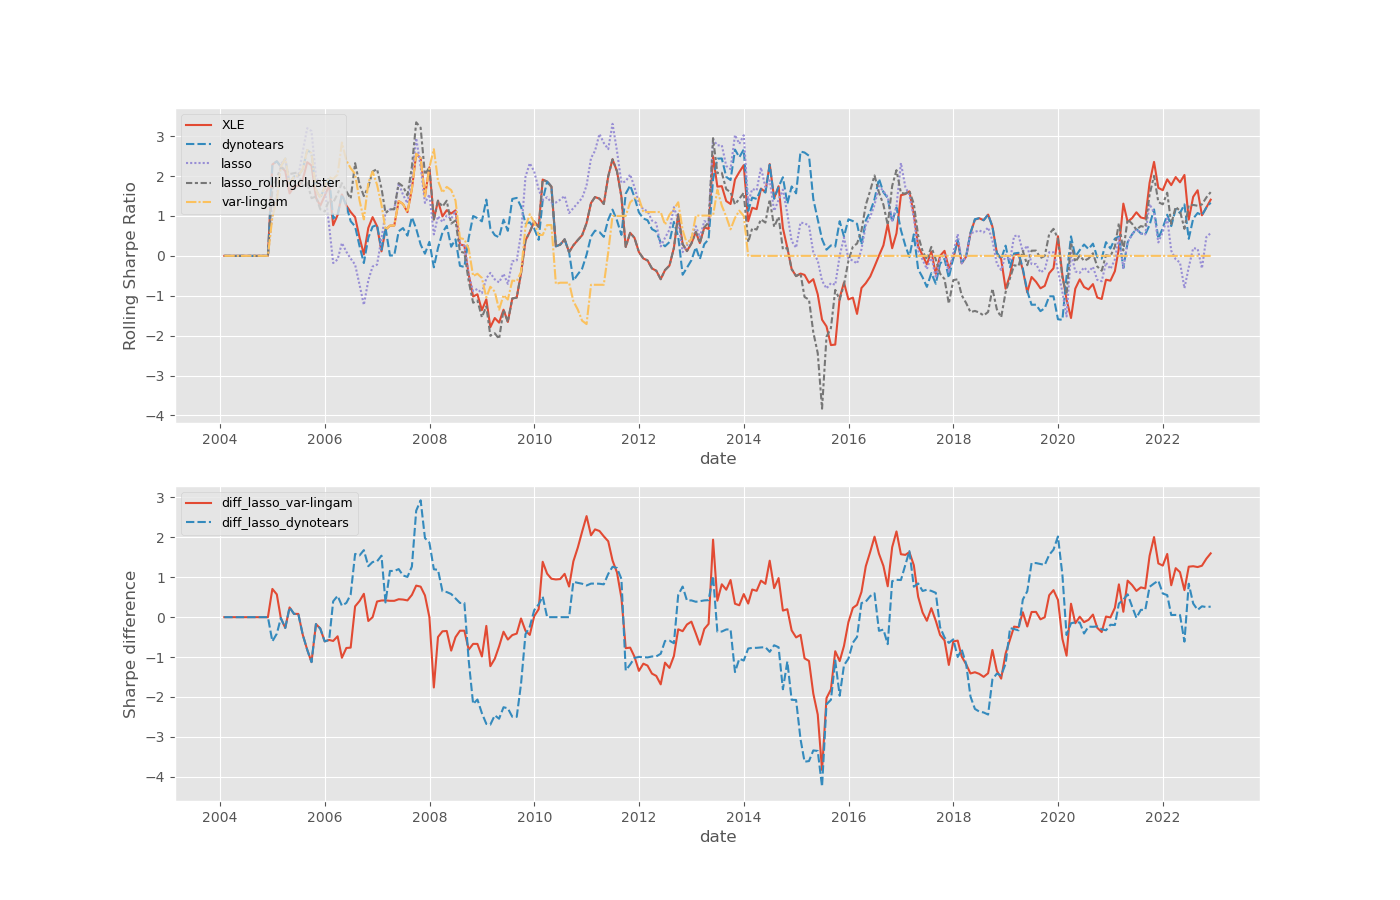 3
2
1
0
−1
−2
−3
−4
Rolling Sharpe Ratio
XLE
dynotears
lasso
lasso_rollingcluster
var-lingam
2004 2006 2008 2010 2012 2014 2016 2018 2020 2022
date
3
2
1
0
−1
−2
−3
−4
Sharpe difference
diff_lasso_var-lingam
diff_lasso_dynotears
2004 2006 2008 2010 2012 2014 2016 2018 2020 2022
date